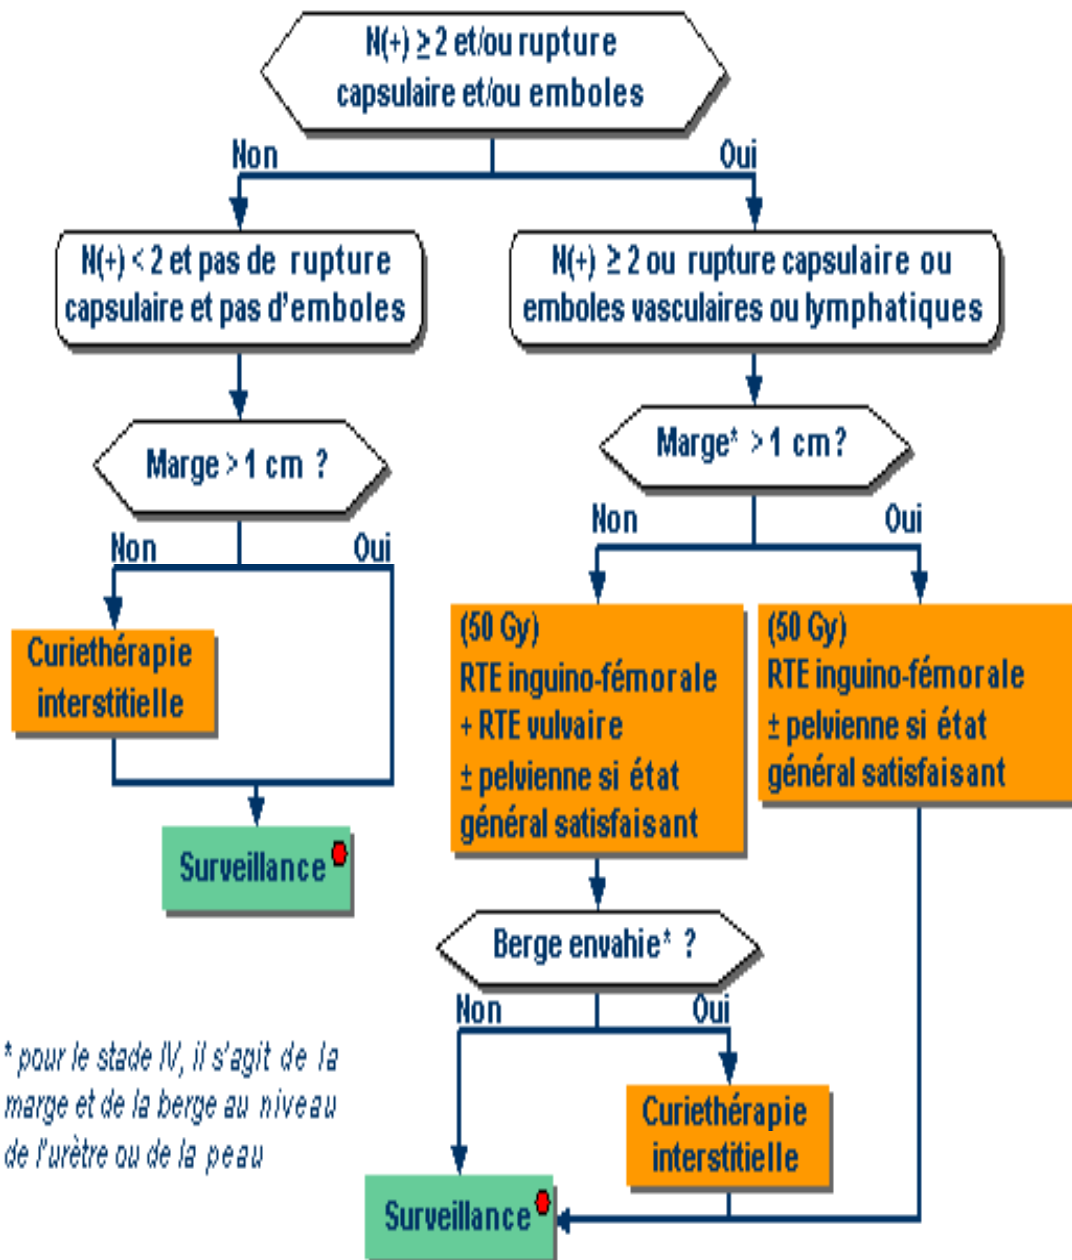 N(+) ≥ 2 et/ou rupture
capsulaire et/ou emboles
Non
Oui
N(+) < 2 et pas de rupture
capsulaire et pas d'emboles
N(+) ≥ 2 ou rupture capsulaire ou
emboles vasculaires ou lymphatiques
Marge > 1 cm ?
Marge* > 1 cm ?
Non
Oui
Non
Oui
Curiethérapie
interstitielle
(50 Gy)
RTE inguino-fémorale
+ RTE vulvaire
± pelvienne si état
général satisfaisant
(50 Gy)
RTE inguino-fémorale
± pelvienne si état
général satisfaisant
Surveillance
Berge envahie* ?
Non
Oui
* pour le stade IV, il s'agit de la
marge et de la berge au niveau
de l'urètre ou de la peau
Curiethérapie
interstitielle
Surveillance